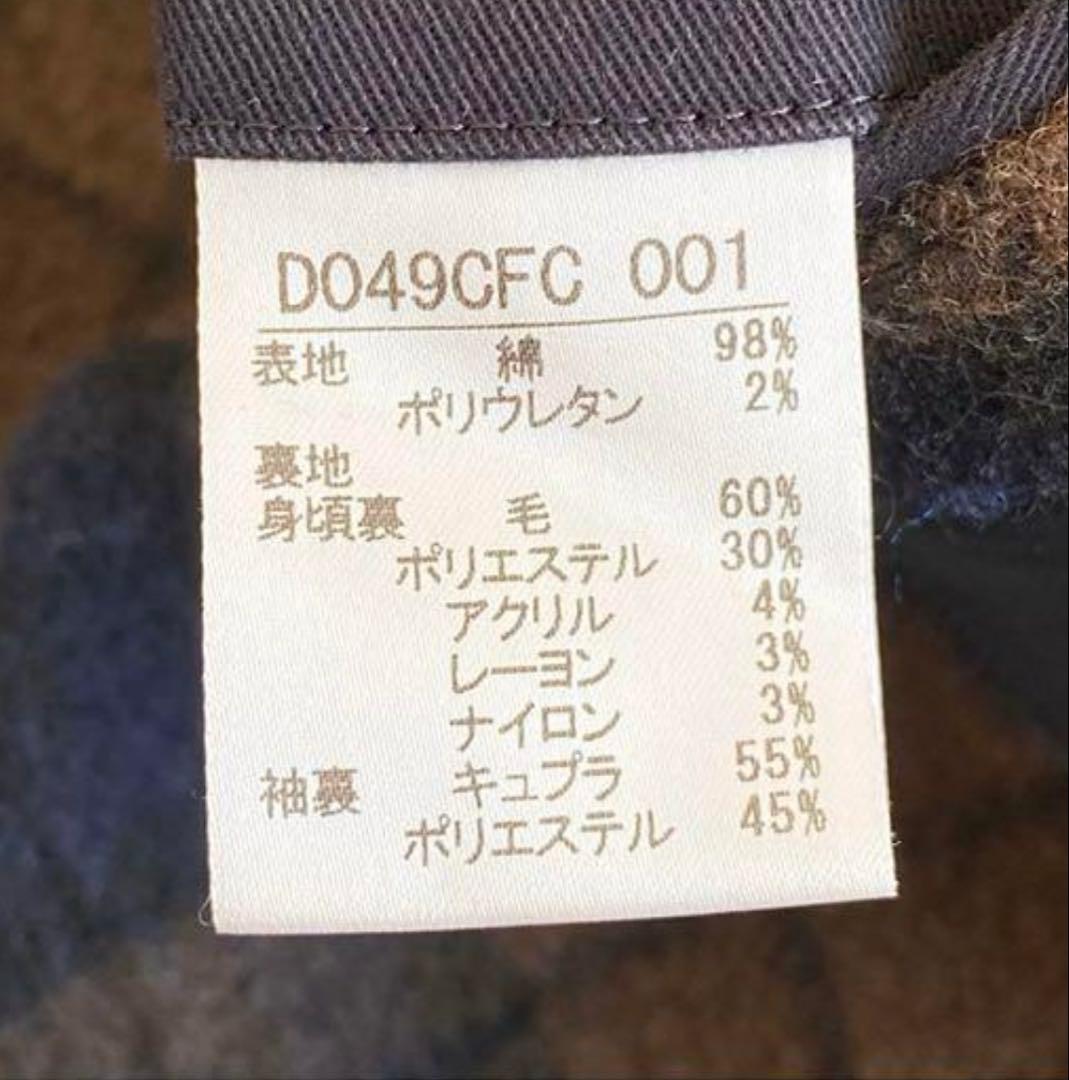 D049CFC 001
表地 綿 98%
ポリウレタン 2%
裏地
身頃裏 毛 60%
ポリエステル 30%
アクリル 4%
レーヨン 3%
ナイロン 3%
袖裏 キュプラ 55%
ポリエステル 45%